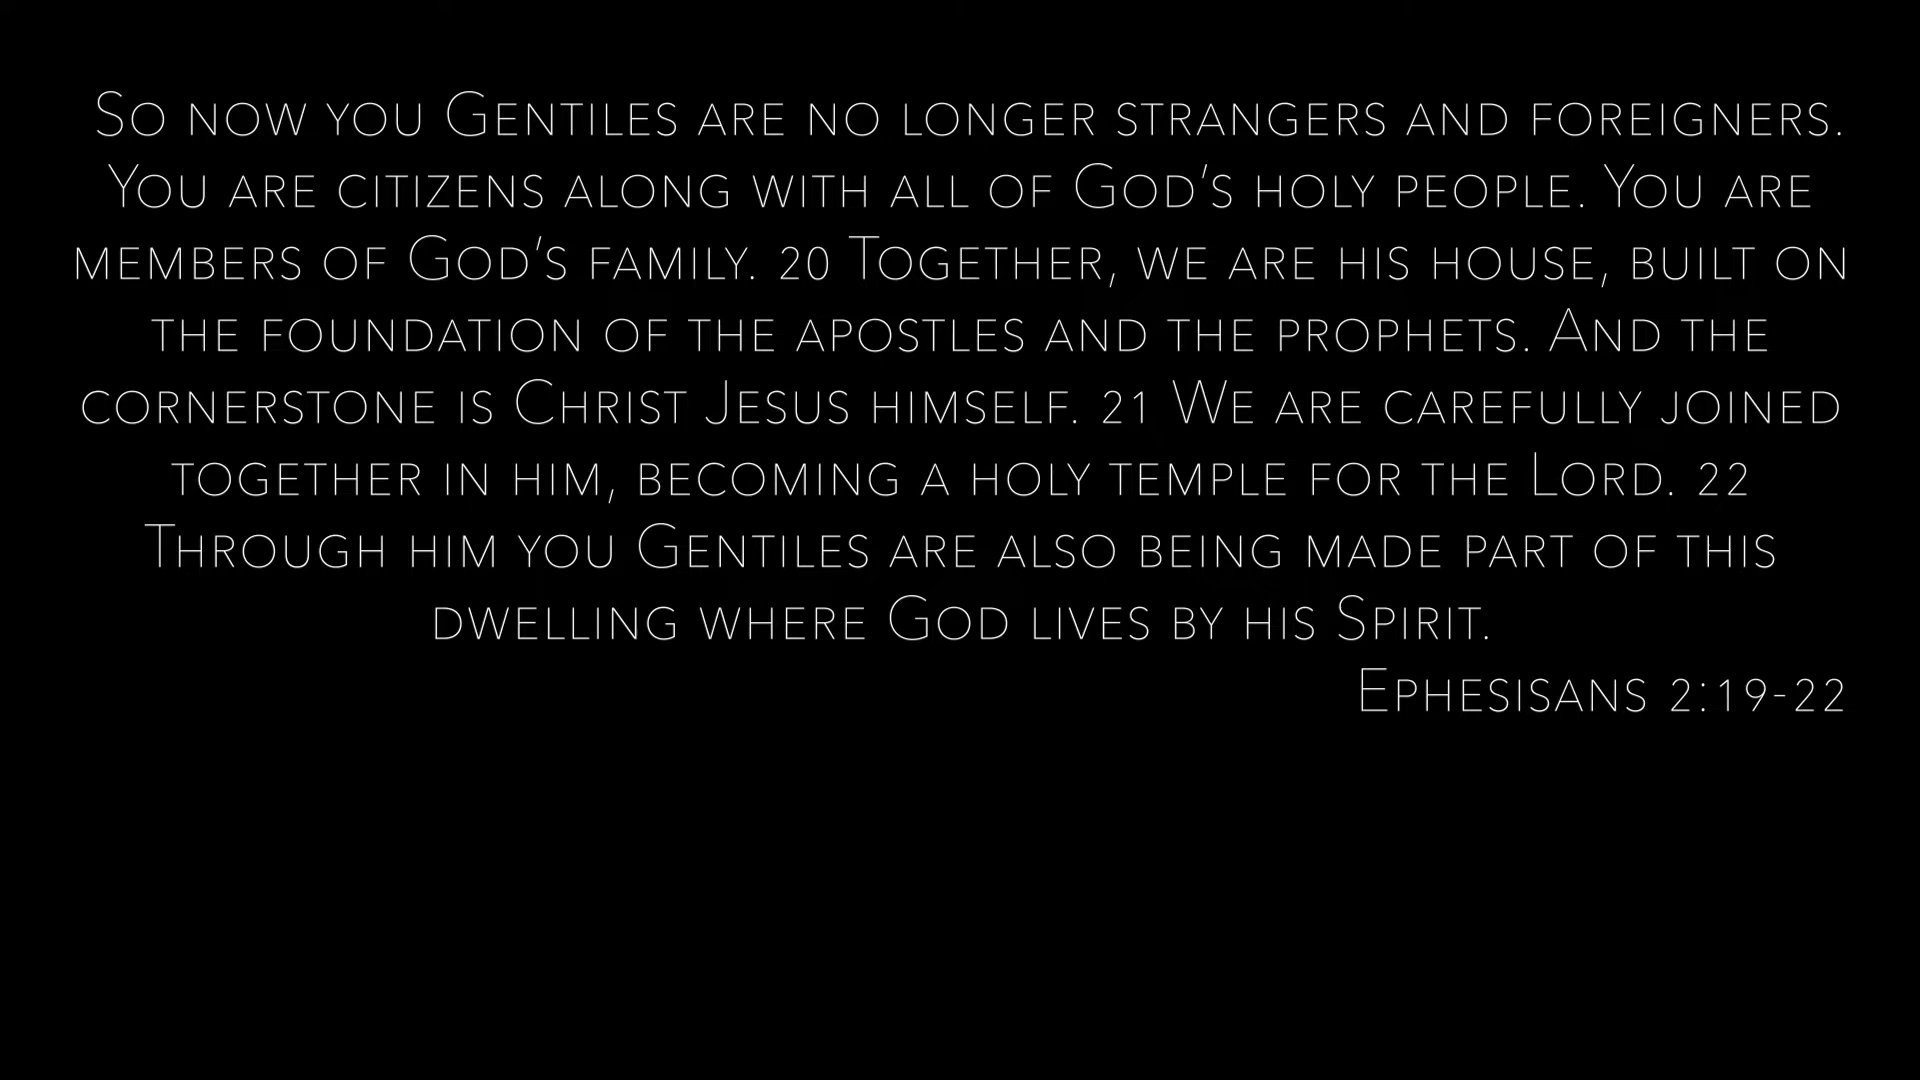 So now you Gentiles are no longer strangers and foreigners.
You are citizens along with all of God’s holy people. You are
members of God’s family. 20 Together, we are his house, built on
the foundation of the apostles and the prophets. And the
cornerstone is Christ Jesus himself. 21 We are carefully joined
together in him, becoming a holy temple for the Lord. 22
Through him you Gentiles are also being made part of this
dwelling where God lives by his Spirit.
Ephesisans 2:19-22